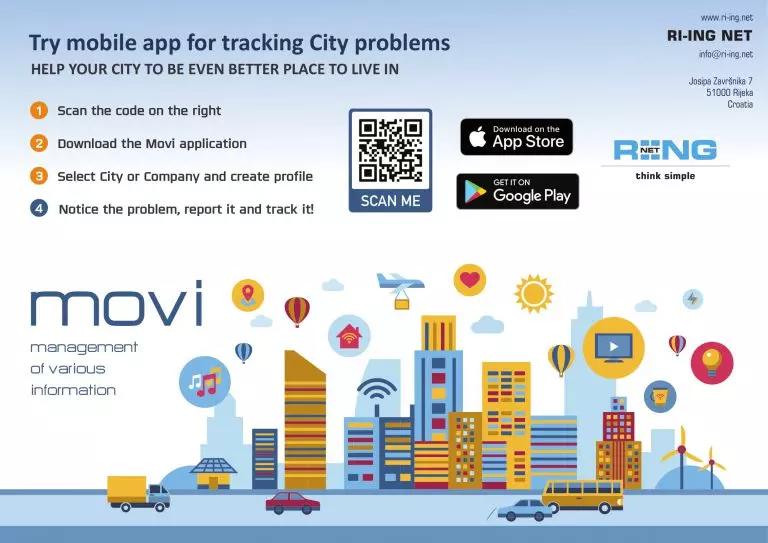 Try mobile app for tracking City problems
HELP YOUR CITY TO BE EVEN BETTER PLACE TO LIVE IN
1 Scan the code on the right
2 Download the Movi application
3 Select City or Company and create profile
4 Notice the problem, report it and track it!
SCAN ME
Download on the
App Store
GET IT ON
Google Play
www.ri-ing.net
RI-ING NET
info@ri-ing.net
Josipa Završnika 7
51000 Rijeka
Croatia
RIING
NET
think simple
movi
management
of various
information